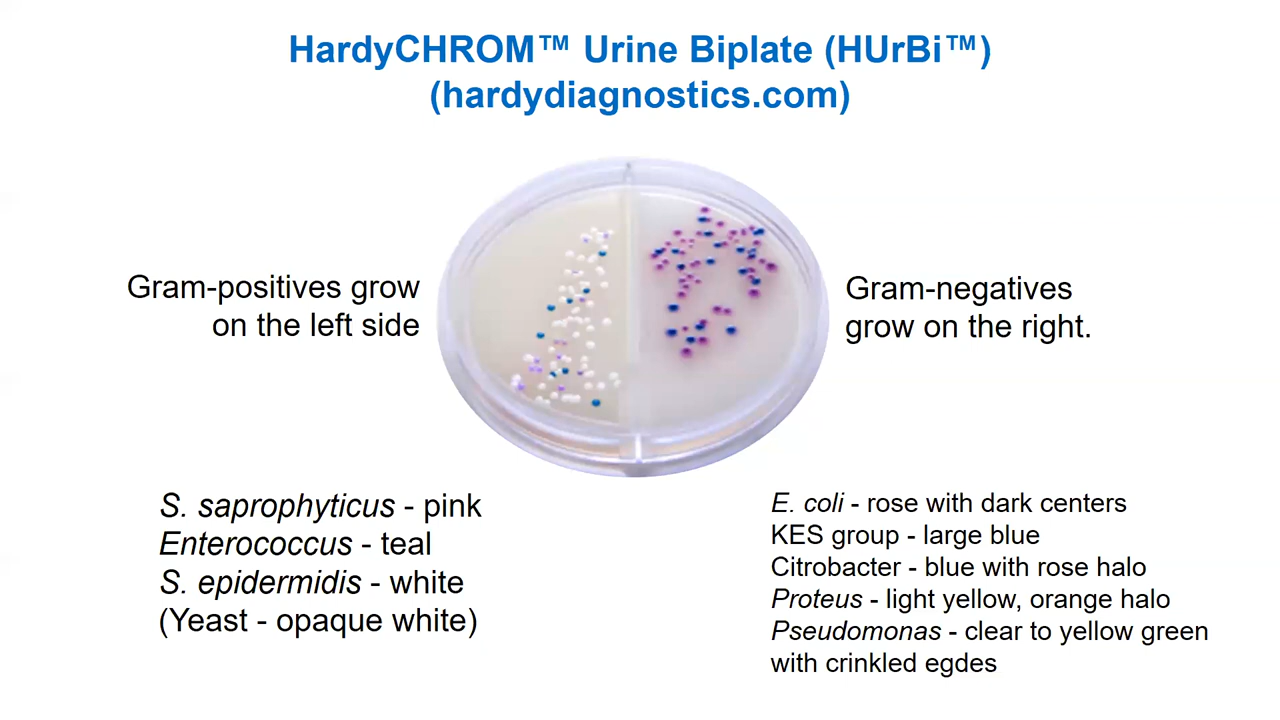 HardyCHROM™ Urine Biplate (HUrBi™)
(hardydiagnostics.com)
Gram-positives grow
on the left side
Gram-negatives
grow on the right.
S. saprophyticus - pink
Enterococcus - teal
S. epidermidis - white
(Yeast - opaque white)
E. coli - rose with dark centers
KES group - large blue
Citrobacter - blue with rose halo
Proteus - light yellow, orange halo
Pseudomonas - clear to yellow green
with crinkled egdes